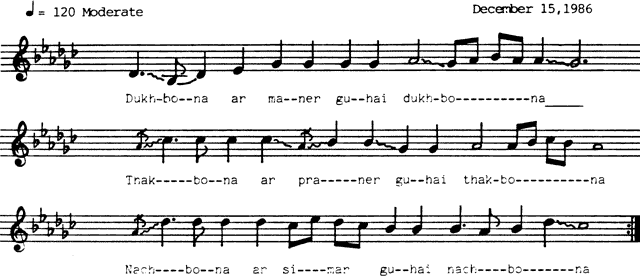 ♩ = 120 Moderate
December 15,1986
Dukh-bo--na ar ma--ner gu--hai dukh-bo----------na_____
Thak-----bo--na ar pra-----ner gu--hai thak-bo----------na
Nach----bo--na ar si----mar gu--hai nach----bo-------na